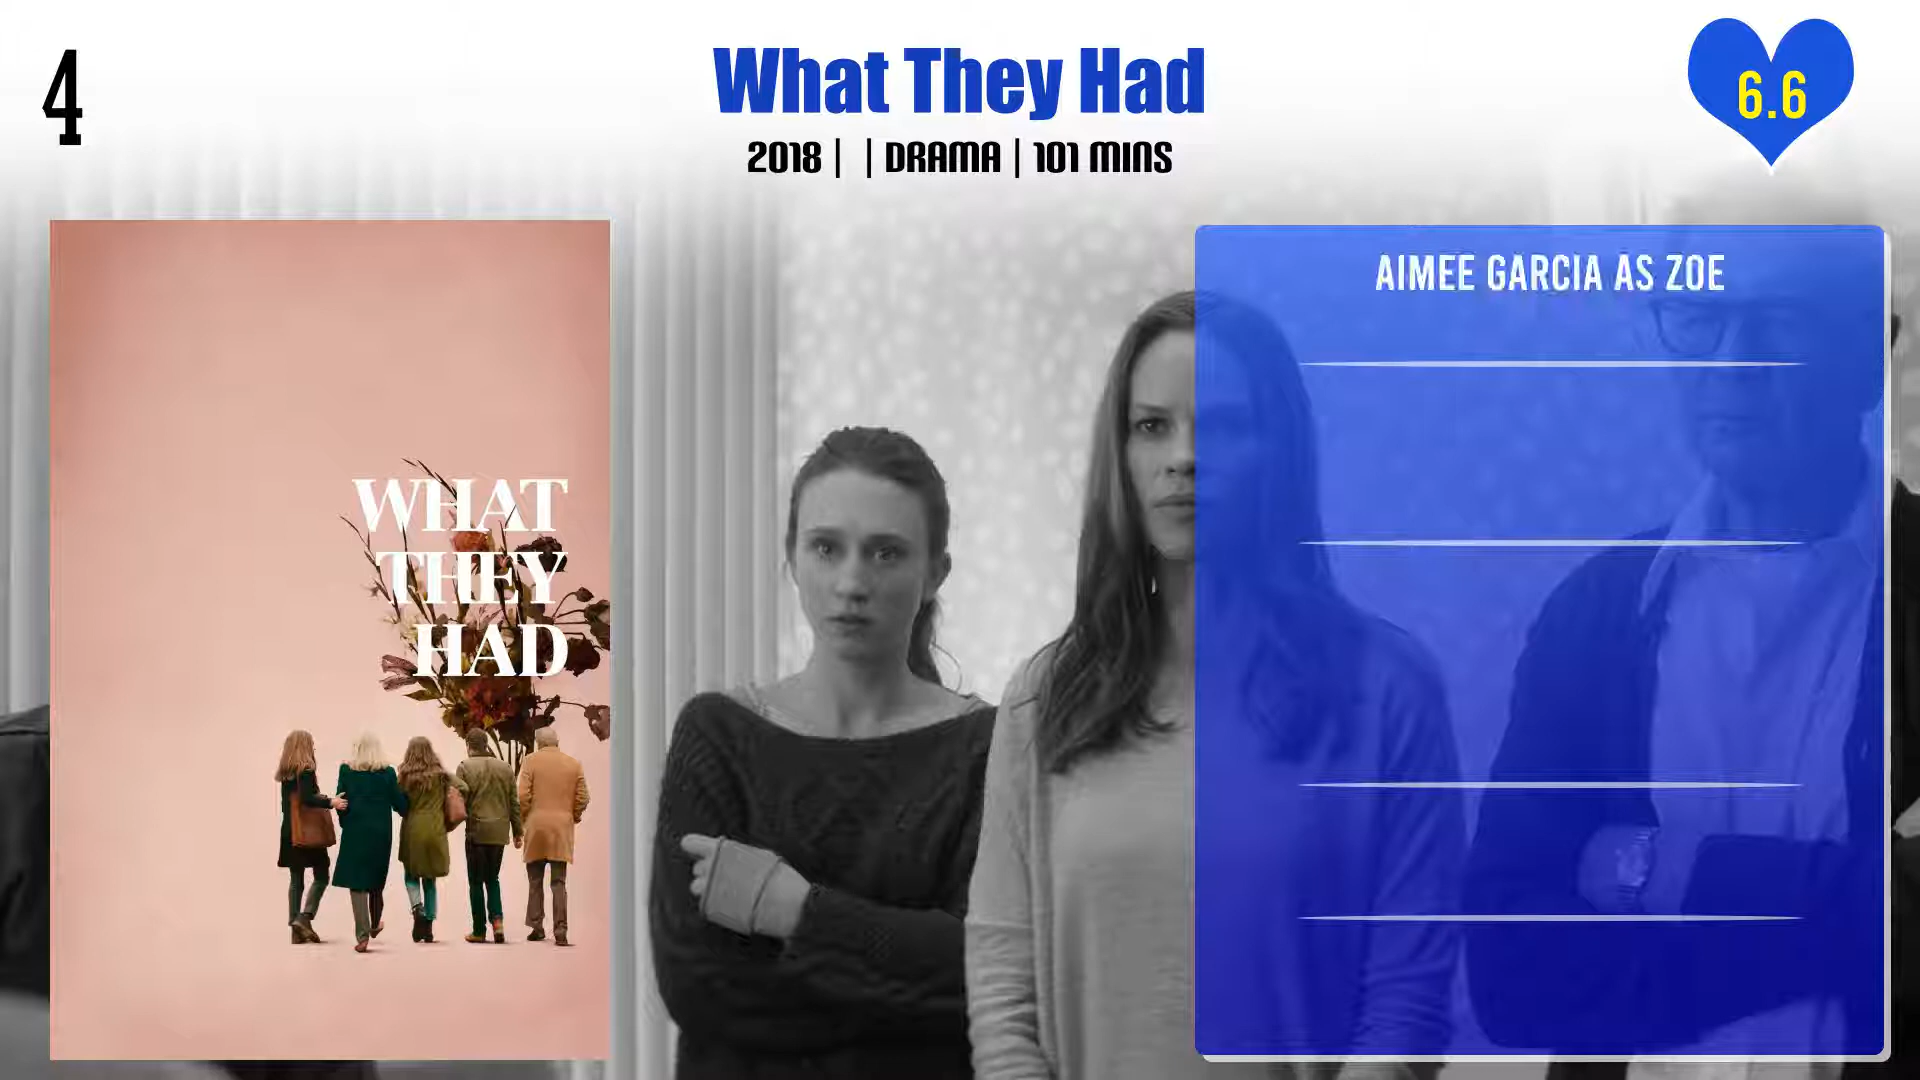 4
What They Had
2018 | | DRAMA | 101 MINS
6.6
WHAT
THEY
HAD
AIMEE GARCIA AS ZOE